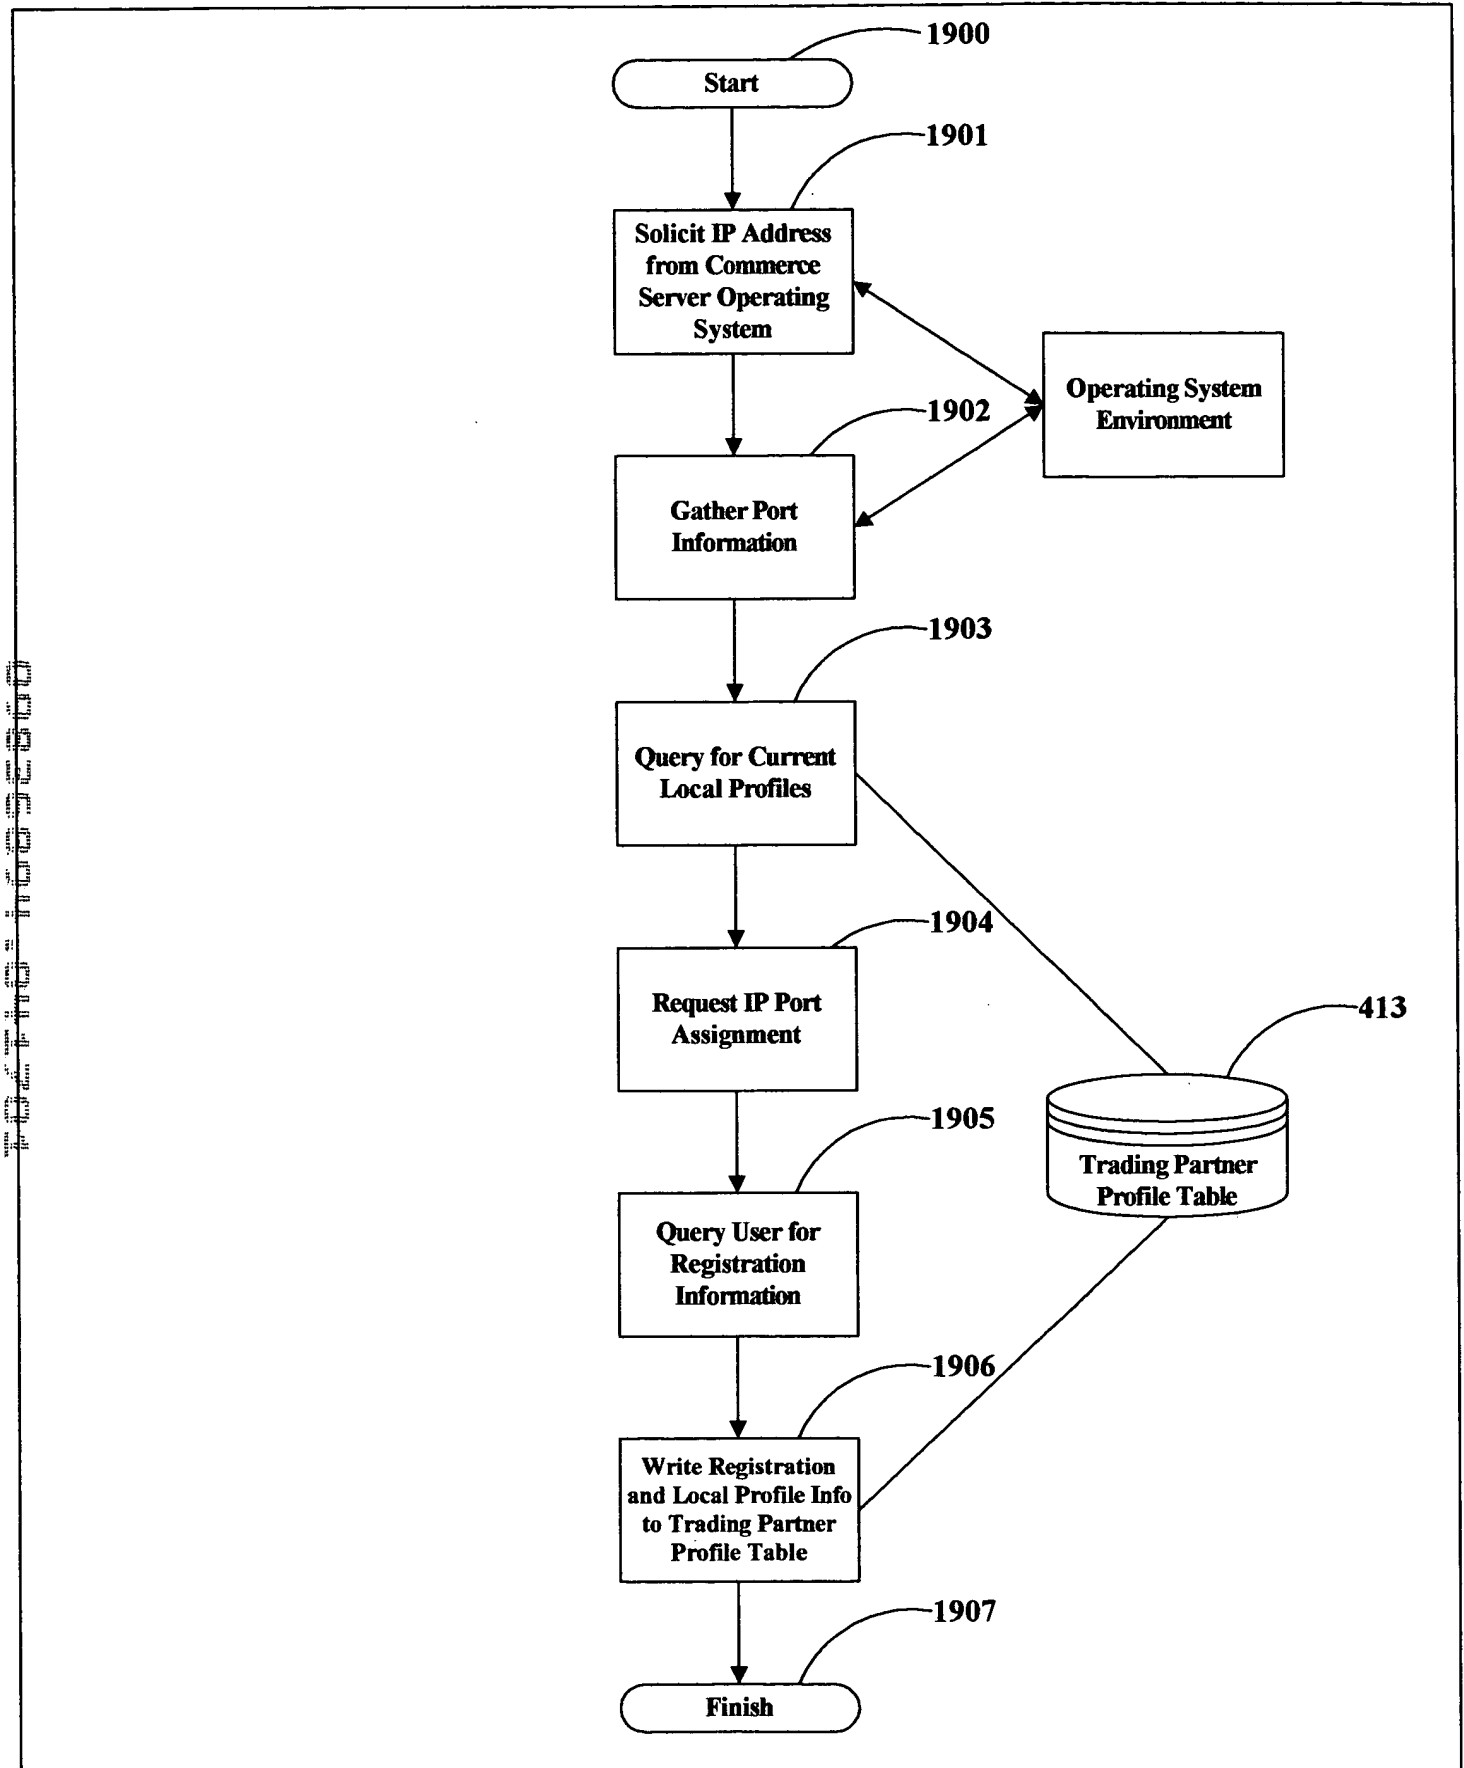 1900
Start
1901
Solicit IP Address
from Commerce
Server Operating
System
Operating System
Environment
1902
Gather Port
Information
1903
Query for Current
Local Profiles
1904
Request IP Port
Assignment
413
Trading Partner
Profile Table
1905
Query User for
Registration
Information
1906
Write Registration
and Local Profile Info
to Trading Partner
Profile Table
1907
Finish